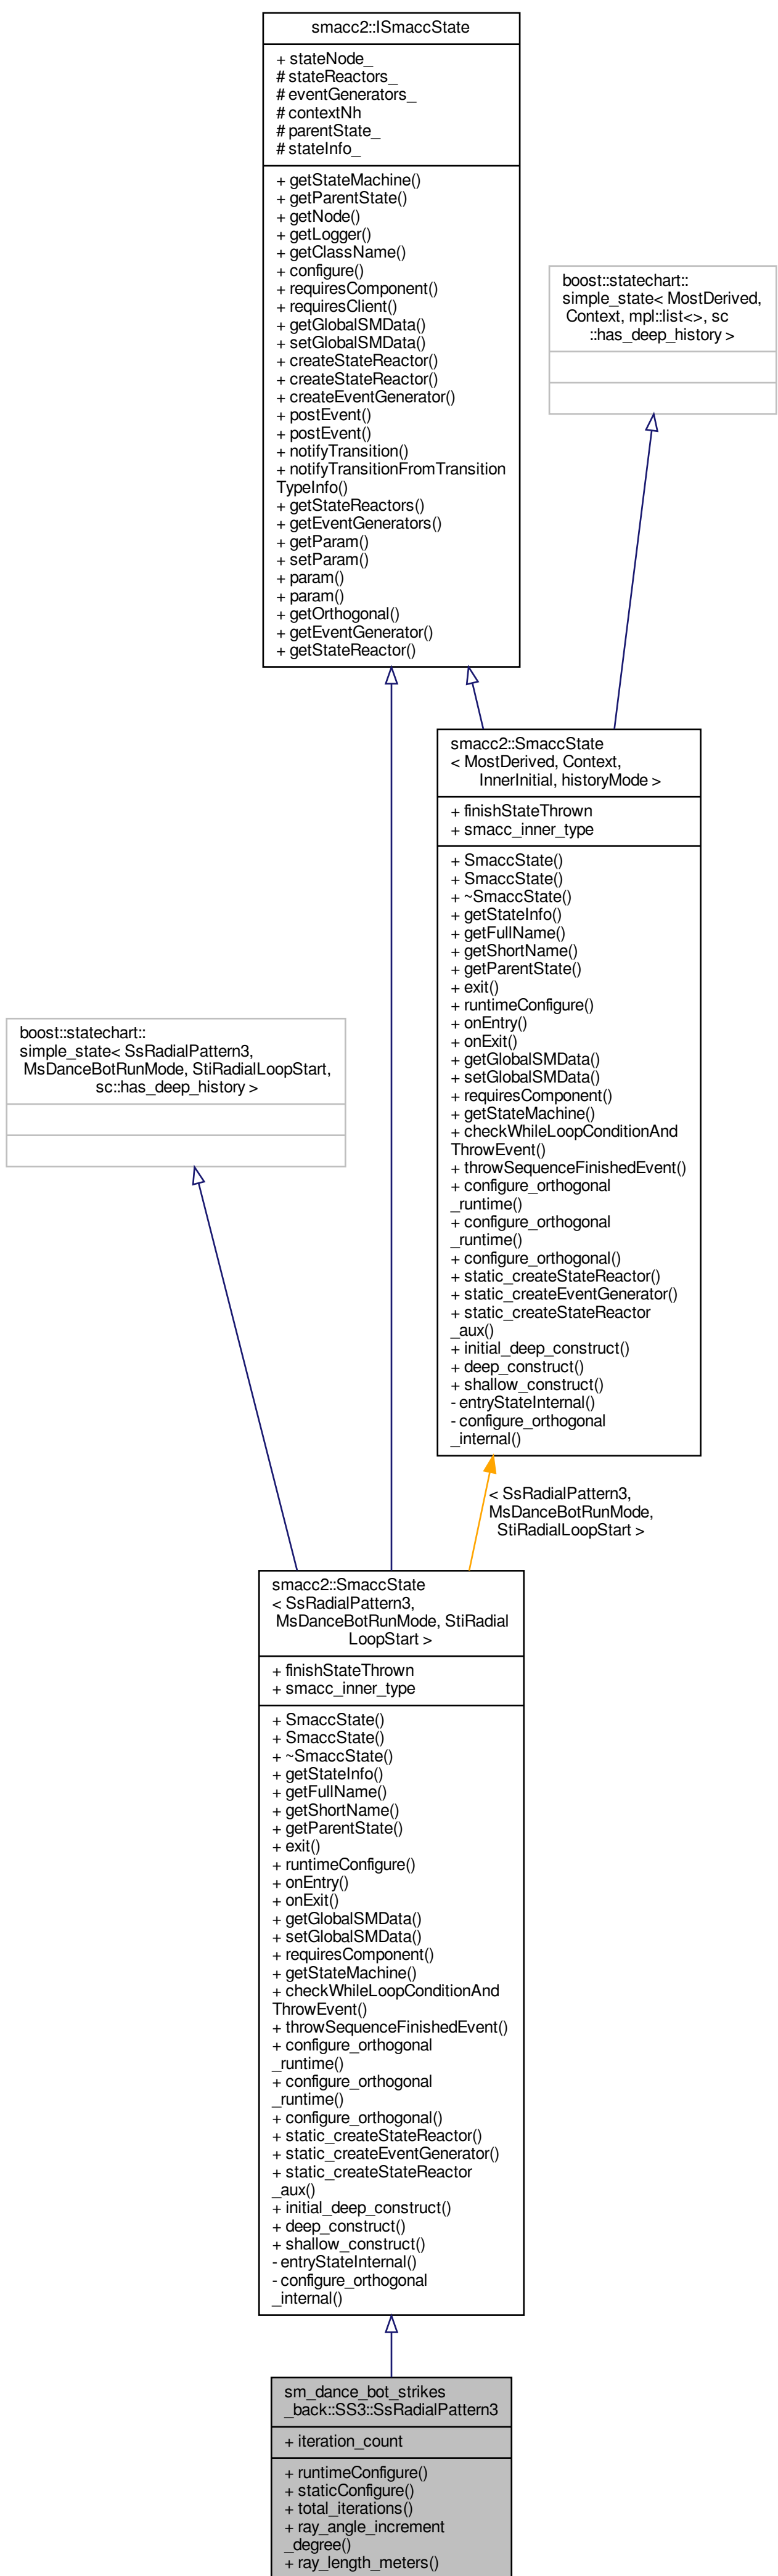 smacc2::ISmaccState
+ stateNode_
# stateReactors_
# eventGenerators_
# contextNh
# parentState_
# stateInfo_
+ getStateMachine()
+ getParentState()
+ getNode()
+ getLogger()
+ getClassName()
+ configure()
+ requiresComponent()
+ requiresClient()
+ getGlobalSMData()
+ setGlobalSMData()
+ createStateReactor()
+ createStateReactor()
+ createEventGenerator()
+ postEvent()
+ postEvent()
+ notifyTransition()
+ notifyTransitionFromTransition
TypeInfo()
+ getStateReactors()
+ getEventGenerators()
+ getParam()
+ setParam()
+ param()
+ param()
+ getOrthogonal()
+ getEventGenerator()
+ getStateReactor()
boost::statechart::
simple_state< MostDerived,
Context, mpl::list<>, sc
::has_deep_history >
smacc2::SmaccState
< MostDerived, Context,
InnerInitial, historyMode >
+ finishStateThrown
+ smacc_inner_type
+ SmaccState()
+ SmaccState()
+ ~SmaccState()
+ getStateInfo()
+ getFullName()
+ getShortName()
+ getParentState()
+ exit()
+ runtimeConfigure()
+ onEntry()
+ onExit()
+ getGlobalSMData()
+ setGlobalSMData()
+ requiresComponent()
+ getStateMachine()
+ checkWhileLoopConditionAnd
ThrowEvent()
+ throwSequenceFinishedEvent()
+ configure_orthogonal
_runtime()
+ configure_orthogonal
_runtime()
+ configure_orthogonal()
+ static_createStateReactor()
+ static_createEventGenerator()
+ static_createStateReactor
_aux()
+ initial_deep_construct()
+ deep_construct()
+ shallow_construct()
- entryStateInternal()
- configure_orthogonal
_internal()
boost::statechart::
simple_state< SsRadialPattern3,
MsDanceBotRunMode, StiRadialLoopStart,
sc::has_deep_history >
< SsRadialPattern3,
MsDanceBotRunMode,
StiRadialLoopStart >
smacc2::SmaccState
< SsRadialPattern3,
MsDanceBotRunMode, StiRadial
LoopStart >
+ finishStateThrown
+ smacc_inner_type
+ SmaccState()
+ SmaccState()
+ ~SmaccState()
+ getStateInfo()
+ getFullName()
+ getShortName()
+ getParentState()
+ exit()
+ runtimeConfigure()
+ onEntry()
+ onExit()
+ getGlobalSMData()
+ setGlobalSMData()
+ requiresComponent()
+ getStateMachine()
+ checkWhileLoopConditionAnd
ThrowEvent()
+ throwSequenceFinishedEvent()
+ configure_orthogonal
_runtime()
+ configure_orthogonal
_runtime()
+ configure_orthogonal()
+ static_createStateReactor()
+ static_createEventGenerator()
+ static_createStateReactor
_aux()
+ initial_deep_construct()
+ deep_construct()
+ shallow_construct()
- entryStateInternal()
- configure_orthogonal
_internal()
sm_dance_bot_strikes
_back::SS3::SsRadialPattern3
+ iteration_count
+ runtimeConfigure()
+ staticConfigure()
+ total_iterations()
+ ray_angle_increment
_degree()
+ ray_length_meters()